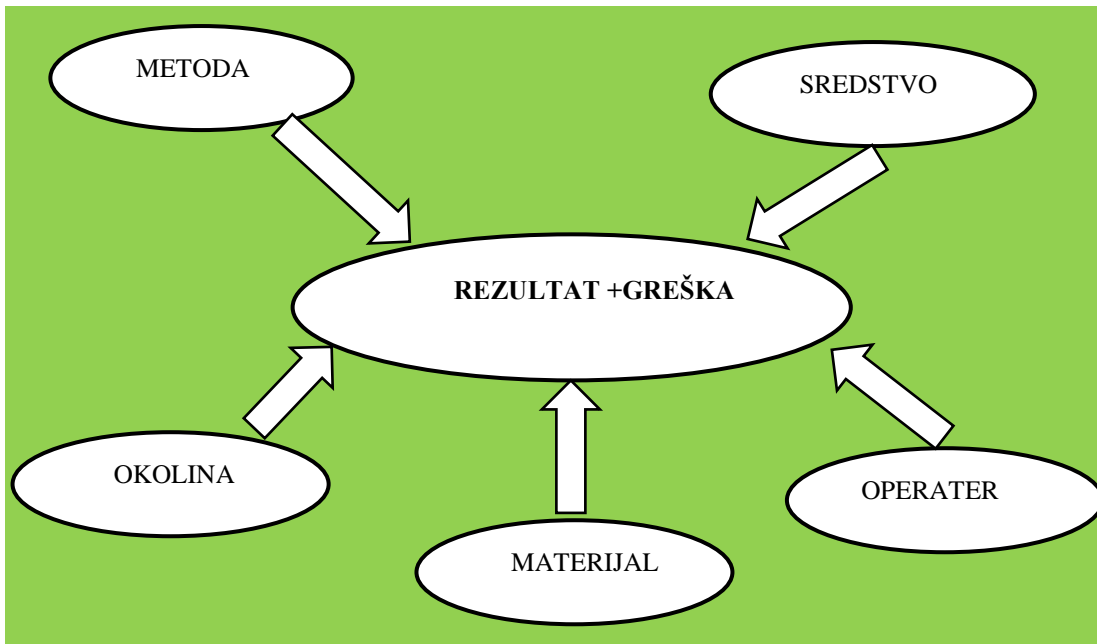 METODA
SREDSTVO
REZULTAT +GREŠKA
OKOLINA
OPERATER
MATERIJAL